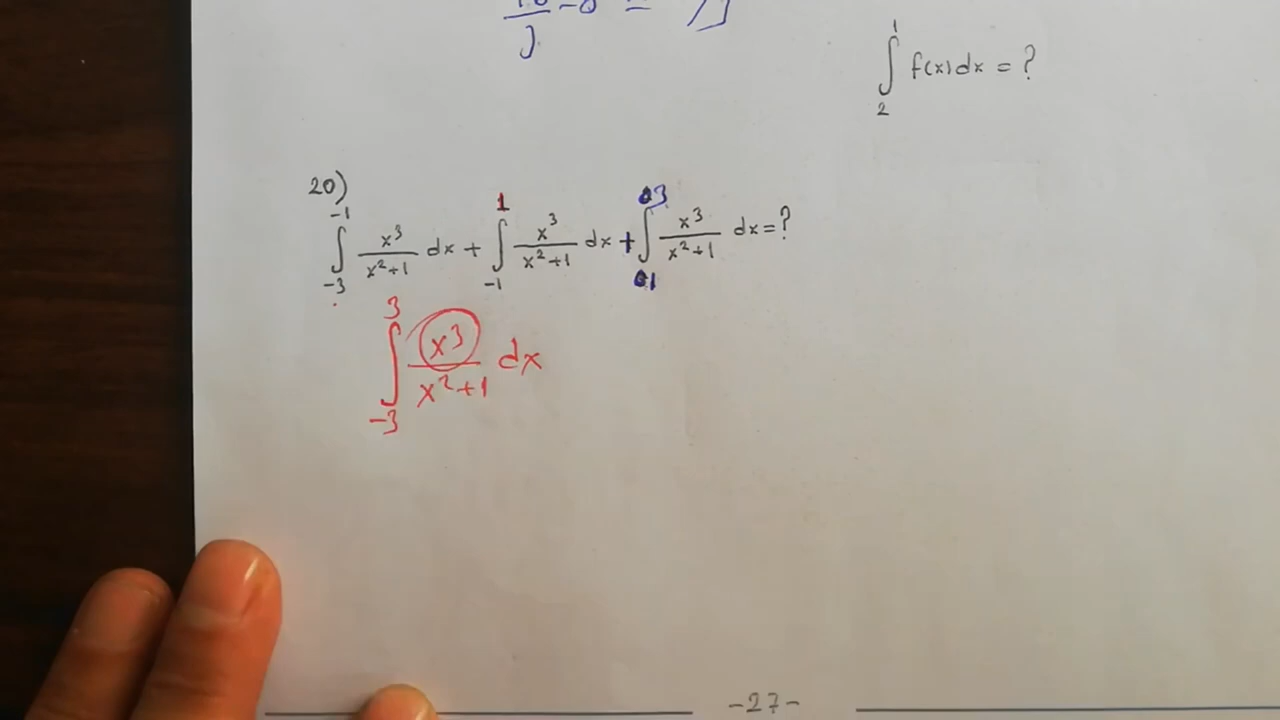 ∫₂¹ f(x)dx = ?
20)
∫₋₃⁻¹ x³/(x²+1) dx + ∫₋₁¹ x³/(x²+1) dx + ∫₁³ x³/(x²+1) dx = ?
∫₋₃³ x³/(x²+1) dx
-27-